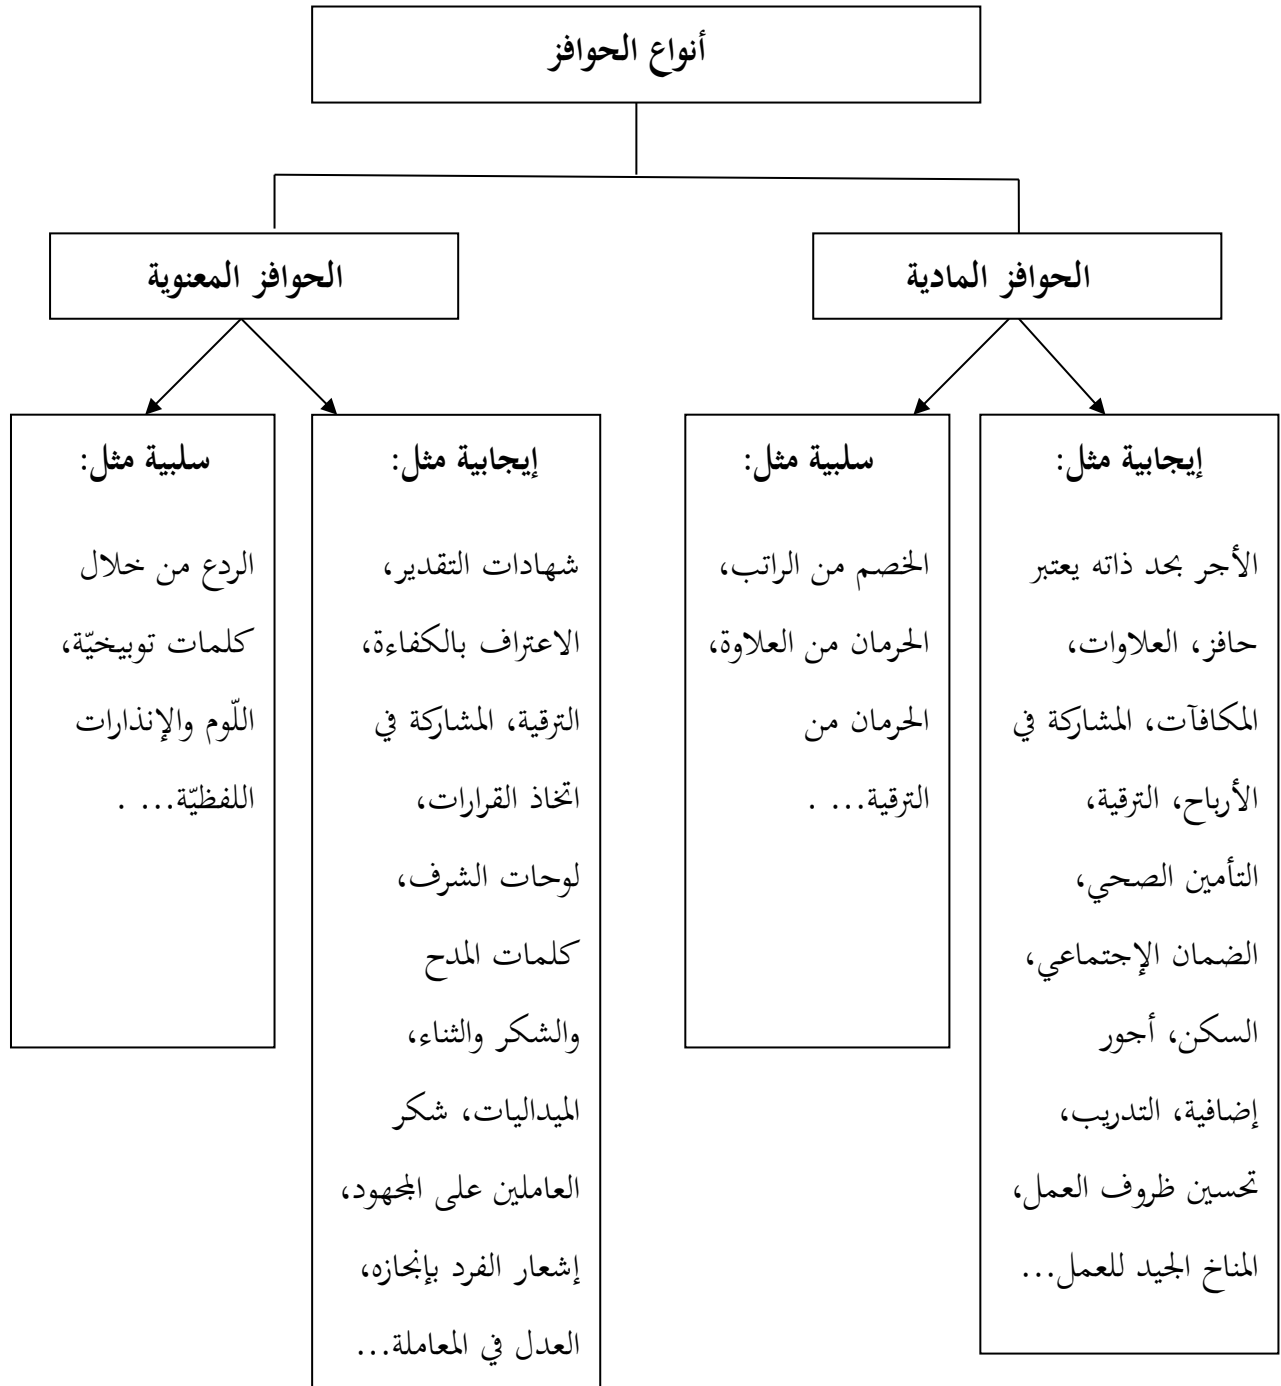 أنواع الحوافز
الحوافز المادية
الحوافز المعنوية
إيجابية مثل:
الأجر بحد ذاته يعتبر
حافز، العلاوات،
المكافآت، المشاركة في
الأرباح، الترقية،
التأمين الصحي،
الضمان الإجتماعي،
السكن، أجور
إضافية، التدريب،
تحسين ظروف العمل،
المناخ الجيد للعمل...
سلبية مثل:
الخصم من الراتب،
الحرمان من العلاوة،
الحرمان من
الترقية... .
إيجابية مثل:
شهادات التقدير،
الاعتراف بالكفاءة،
الترقية، المشاركة في
اتخاذ القرارات،
لوحات الشرف،
كلمات المدح
والشكر والثناء،
الميداليات، شكر
العاملين على المجهود،
إشعار الفرد بإنجازه،
العدل في المعاملة...
سلبية مثل:
الردع من خلال
كلمات توبيخيّة،
اللّوم والإنذارات
اللفظيّة... .